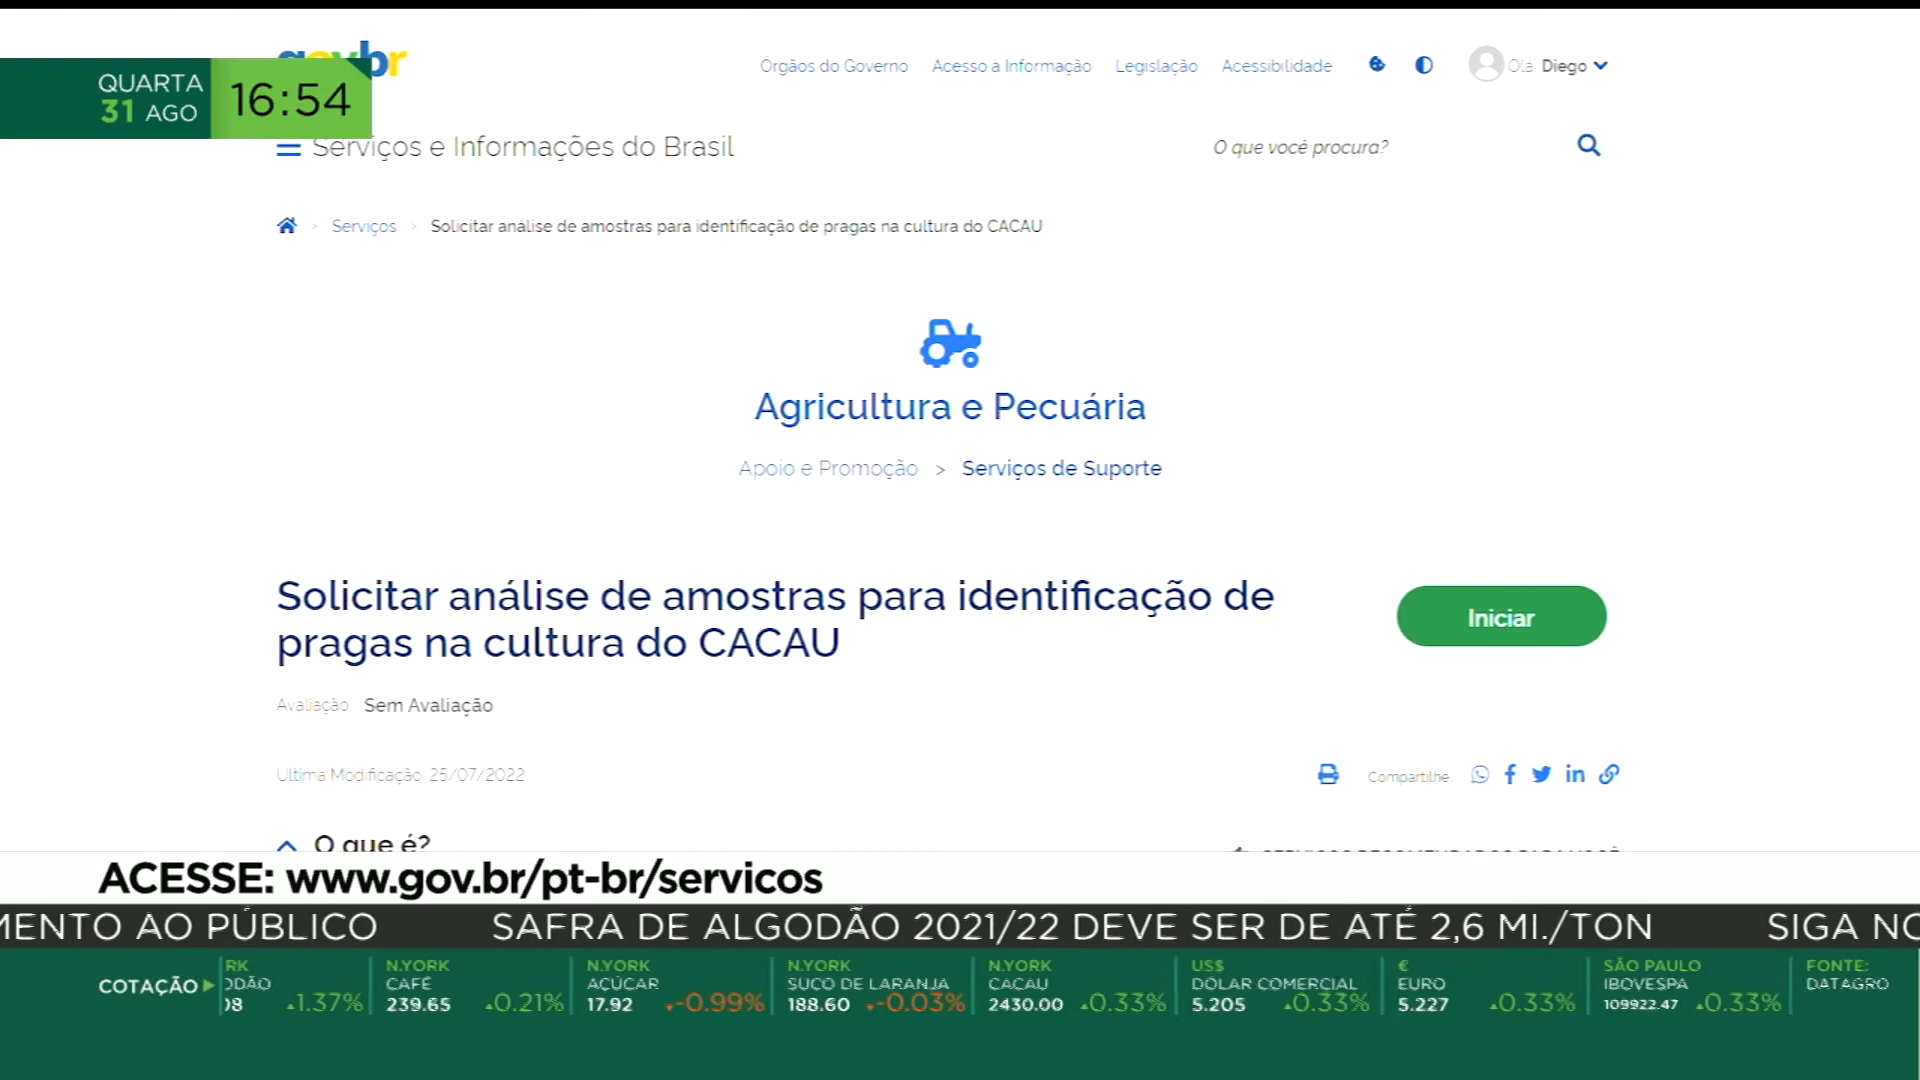 govbr
Órgãos do Governo Acesso à Informação Legislação Acessibilidade Olá, Diego
QUARTA
31 AGO
16:54
Serviços e Informações do Brasil
O que você procura?
Serviços > Solicitar análise de amostras para identificação de pragas na cultura do CACAU
Agricultura e Pecuária
Apoio e Promoção > Serviços de Suporte
Solicitar análise de amostras para identificação de
pragas na cultura do CACAU
Iniciar
Avaliação Sem Avaliação
Última Modificação: 25/07/2022
Compartilhe
O que é?
ACESSE: www.gov.br/pt-br/servicos
MENTO AO PÚBLICO SAFRA DE ALGODÃO 2021/22 DEVE SER DE ATÉ 2,6 MI./TON SIGA NO
COTAÇÃO
RK
ODÃO
98 1.37%
N.YORK
CAFÉ
239.65 0.21%
N.YORK
AÇÚCAR
17.92 -0.99%
N.YORK
SUCO DE LARANJA
188.60 -0.03%
N.YORK
CACAU
2430.00 0.33%
US$
DÓLAR COMERCIAL
5.205 0.33%
€
EURO
5.227 0.33%
SÃO PAULO
IBOVESPA
109922.47 0.33%
FONTE:
DATAGRO